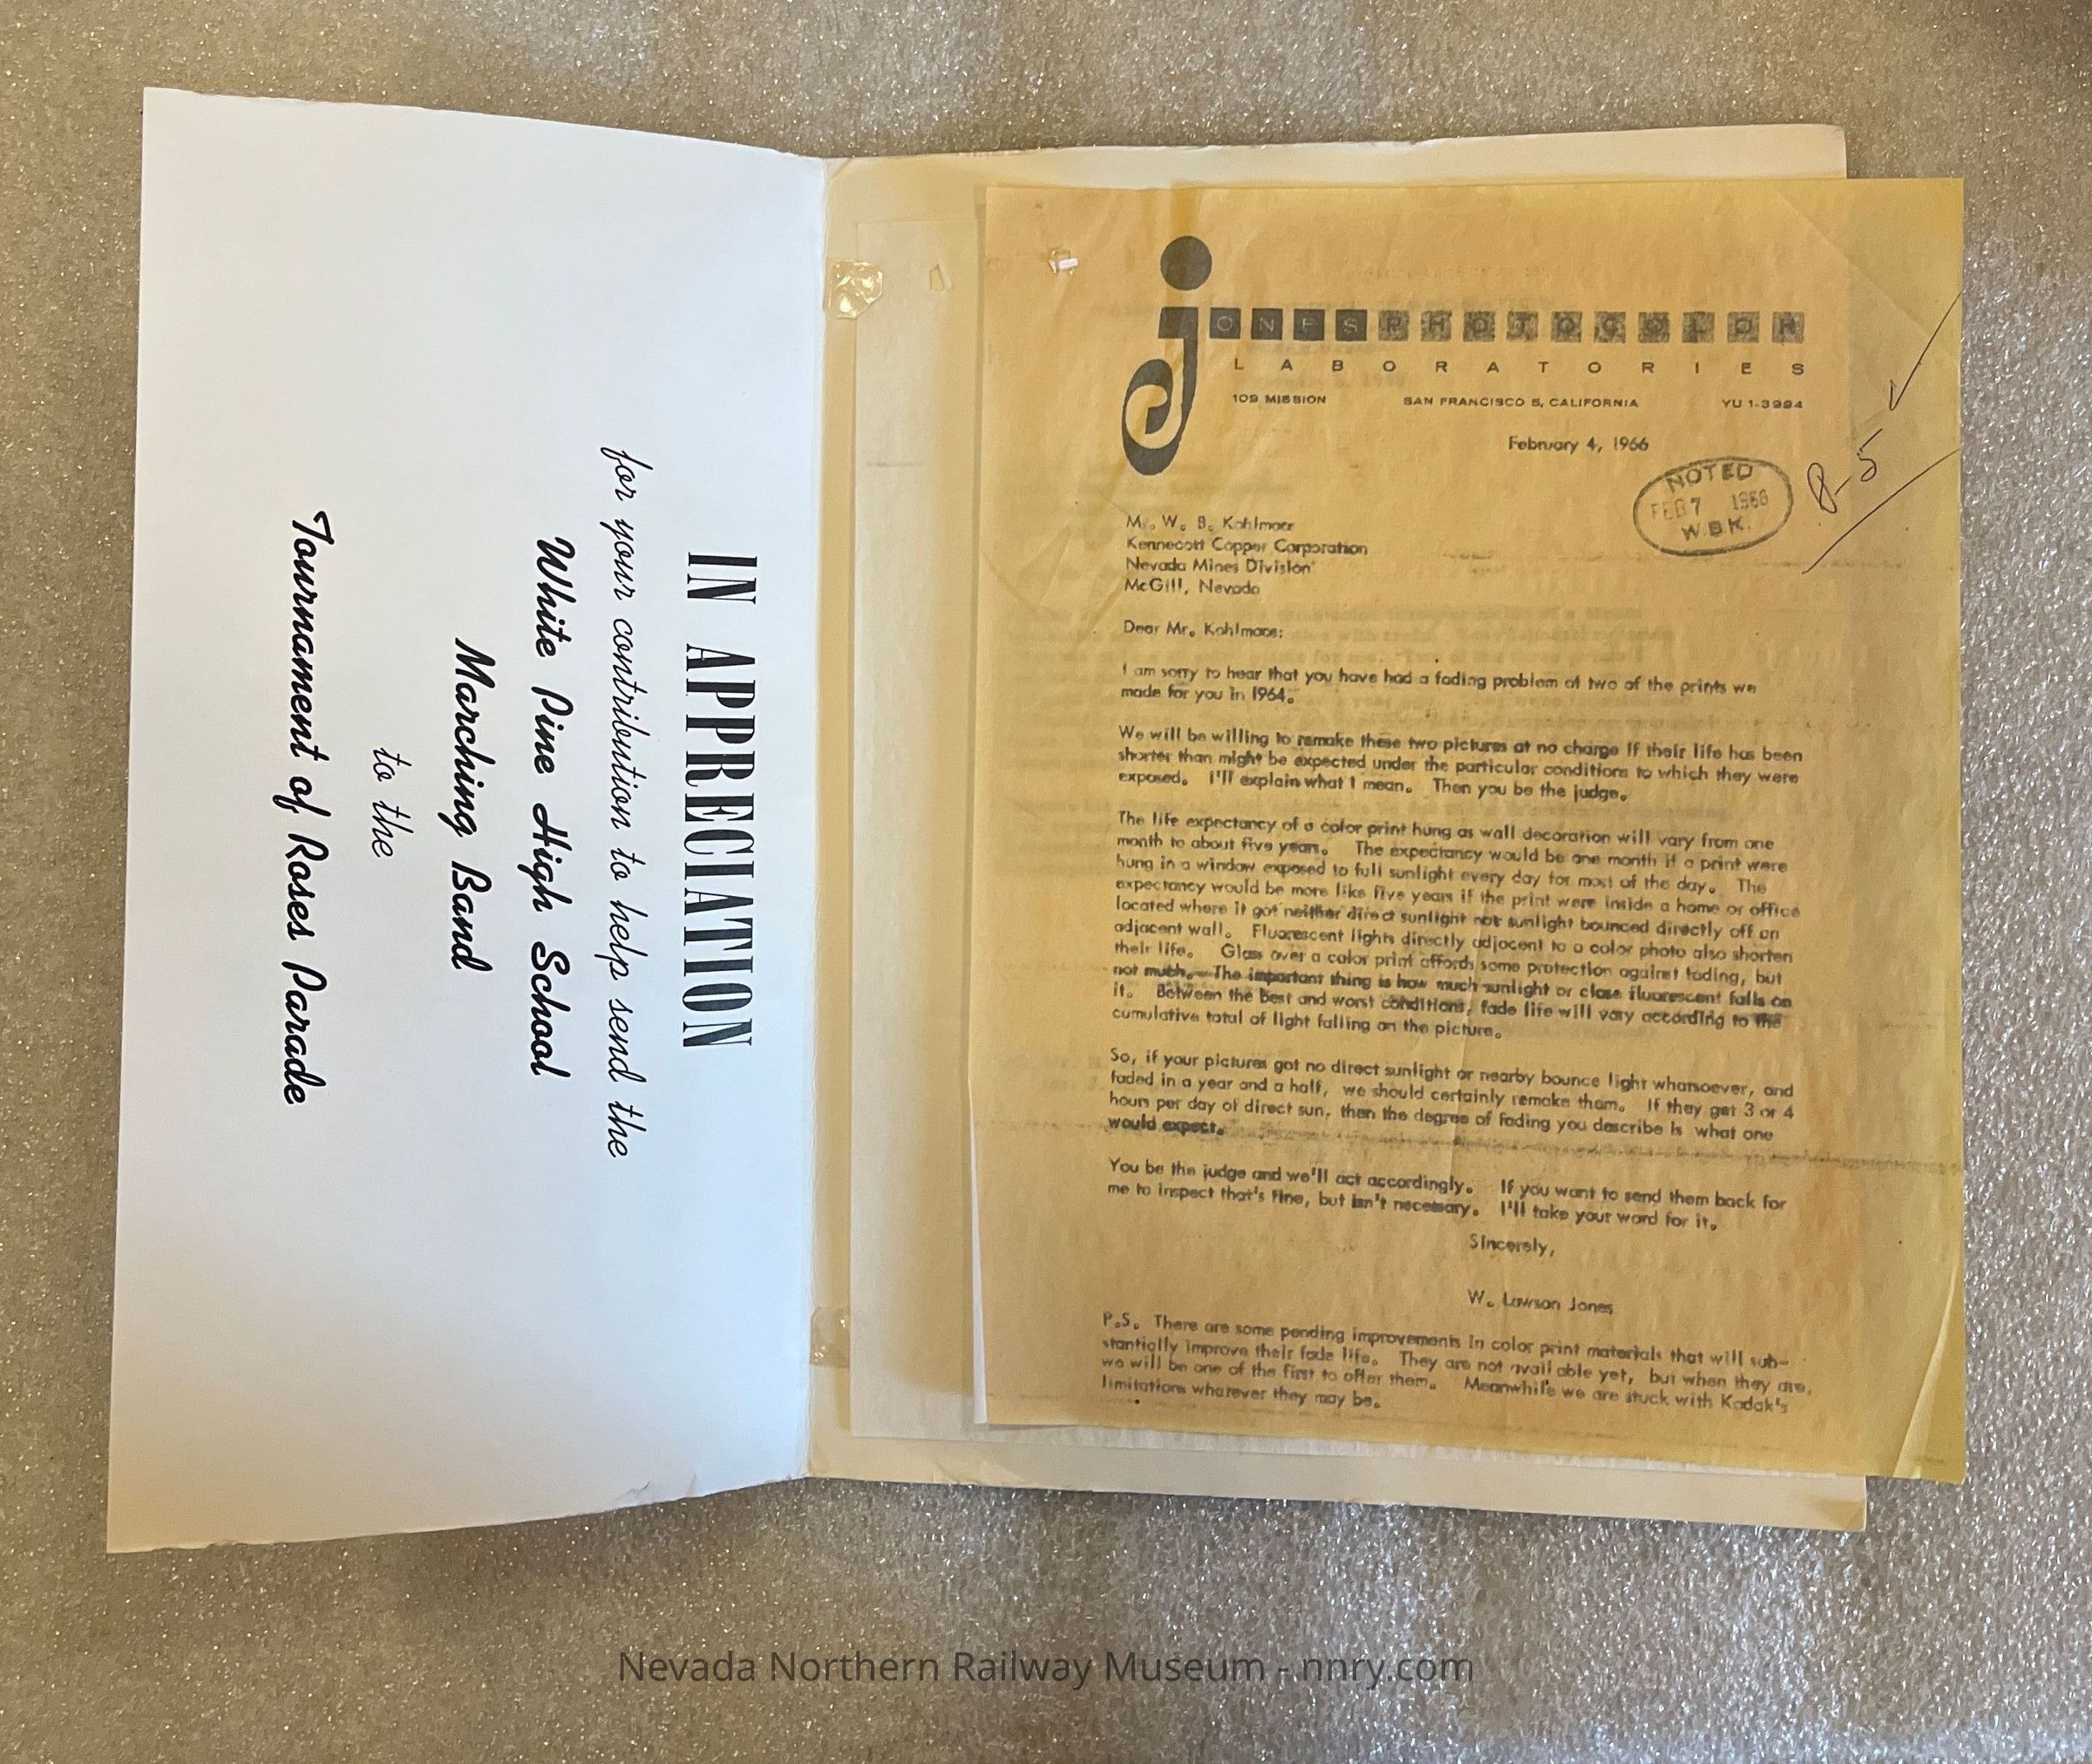 IN APPRECIATION
for your contribution to help send the
White Pine High School
Marching Band
to the
Tournament of Roses Parade
JONES PHOTOCOLOR
LABORATORIES
109 MISSION SAN FRANCISCO 5, CALIFORNIA YU 1-3994
February 4, 1966
NOTED
FEB 7 1966
W.B.K.
8-5
Mr. W. B. Kohlmoer
Kennecott Copper Corporation
Nevada Mines Division
McGill, Nevada
Dear Mr. Kohlmoos:
I am sorry to hear that you have had a fading problem of two of the prints we
made for you in 1964.
We will be willing to remake these two pictures at no charge if their life has been
shorter than might be expected under the particular conditions to which they were
exposed. I'll explain what I mean. Then you be the judge.
The life expectancy of a color print hung as wall decoration will vary from one
month to about five years. The expectancy would be one month if a print were
hung in a window exposed to full sunlight every day for most of the day. The
expectancy would be more like five years if the print were inside a home or office
located where it got neither direct sunlight nor sunlight bounced directly off an
adjacent wall. Fluorescent lights directly adjacent to a color photo also shorten
their life. Glass over a color print affords some protection against fading, but
not much. The important thing is how much sunlight or close fluorescent falls on
it. Between the best and worst conditions, fade life will vary according to the
cumulative total of light falling on the picture.
So, if your pictures got no direct sunlight or nearby bounce light whatsoever, and
faded in a year and a half, we should certainly remake them. If they get 3 or 4
hours per day of direct sun, then the degree of fading you describe is what one
would expect.
You be the judge and we'll act accordingly. If you want to send them back for
me to inspect that's fine, but isn't necessary. I'll take your word for it.
Sincerely,
W. Lawson Jones
P.S. There are some pending improvements in color print materials that will sub-
stantially improve their fade life. They are not available yet, but when they are,
we will be one of the first to offer them. Meanwhile we are stuck with Kodak's
limitations whatever they may be.
Nevada Northern Railway Museum - nnry.com